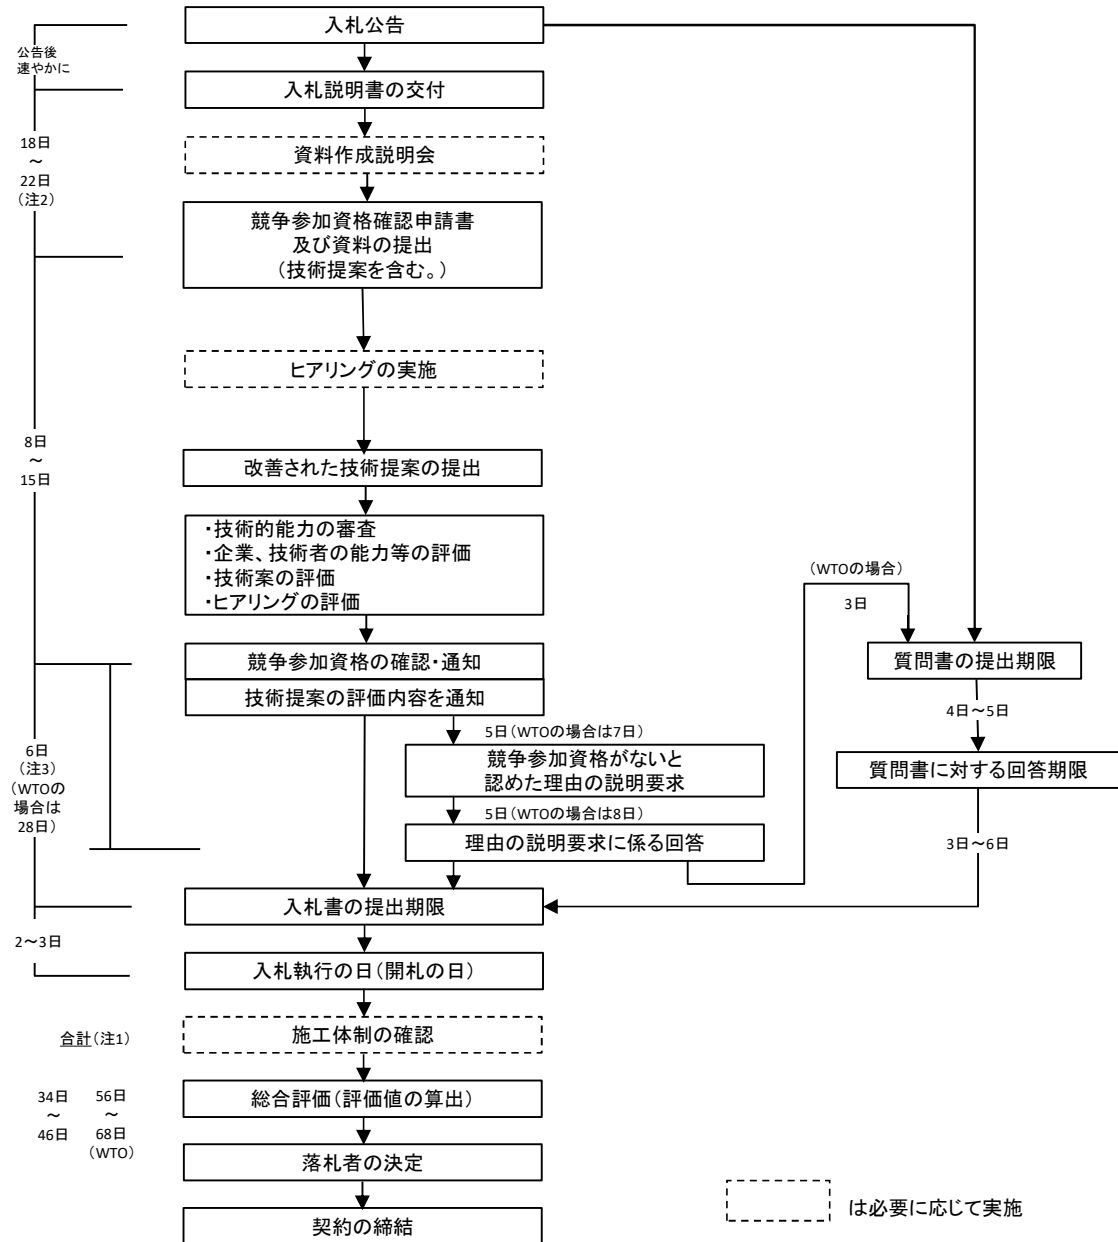 入札公告
公告後
速やかに
入札説明書の交付
18日
～
22日
（注2）
資料作成説明会
競争参加資格確認申請書
及び資料の提出
（技術提案を含む。）
ヒアリングの実施
8日
～
15日
改善された技術提案の提出
・技術的能力の審査
・企業、技術者の能力等の評価
・技術案の評価
・ヒアリングの評価
（WTOの場合）
3日
競争参加資格の確認・通知
技術提案の評価内容を通知
質問書の提出期限
4日～5日
質問書に対する回答期限
3日～6日
5日（WTOの場合は7日）
競争参加資格がないと
認めた理由の説明要求
5日（WTOの場合は8日）
理由の説明要求に係る回答
6日
（注3）
（WTOの
場合は
28日）
入札書の提出期限
2～3日
入札執行の日（開札の日）
施工体制の確認
合計（注1）
総合評価（評価値の算出）
34日
～
46日
56日
～
68日
（WTO）
落札者の決定
契約の締結
は必要に応じて実施